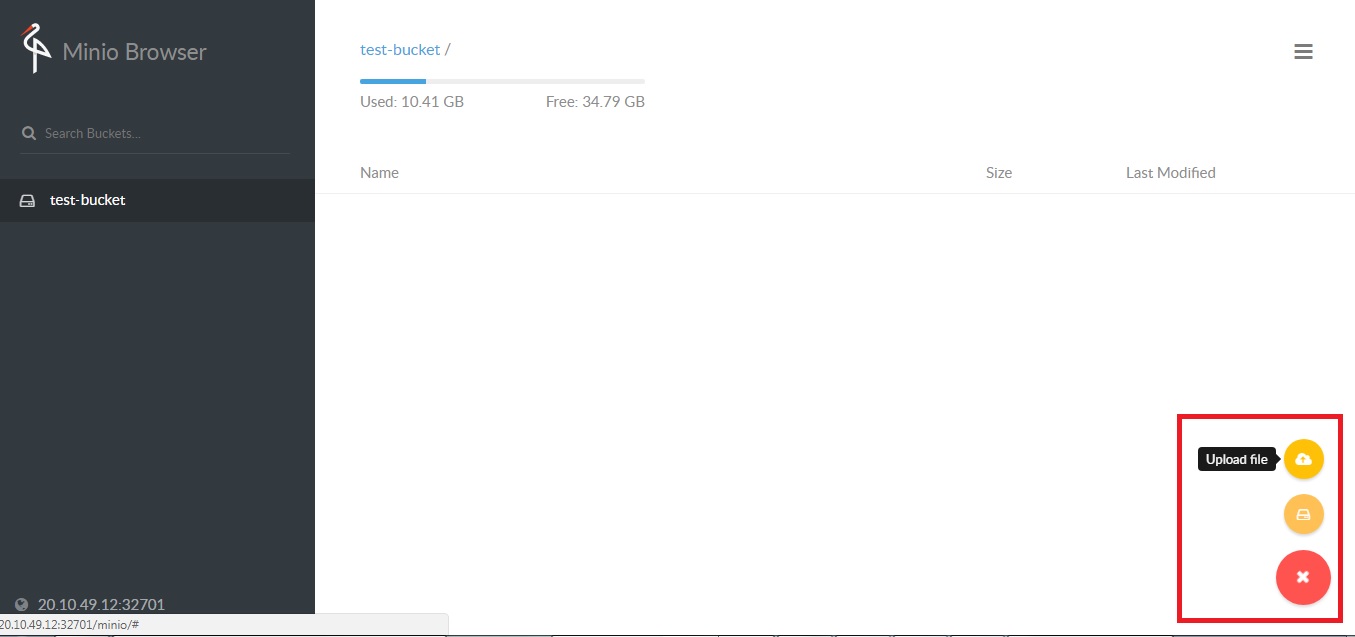 Minio Browser
Search Buckets...
test-bucket
test-bucket /
Used: 10.41 GB Free: 34.79 GB
Name Size Last Modified
Upload file
20.10.49.12:32701
20.10.49.12:32701/minio/#